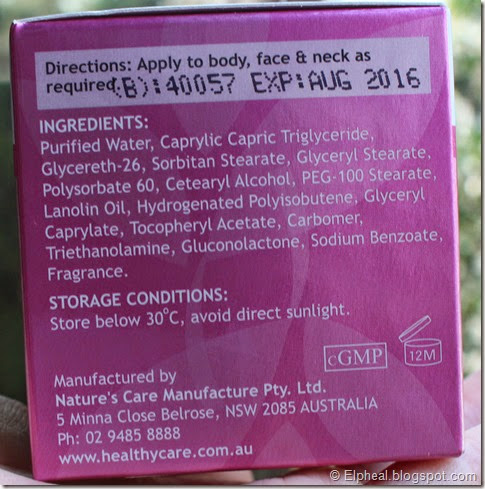 Directions: Apply to body, face & neck as
required.
(B):40057 EXP:AUG 2016
INGREDIENTS:
Purified Water, Caprylic Capric Triglyceride,
Glycereth-26, Sorbitan Stearate, Glyceryl Stearate,
Polysorbate 60, Cetearyl Alcohol, PEG-100 Stearate,
Lanolin Oil, Hydrogenated Polyisobutene, Glyceryl
Caprylate, Tocopheryl Acetate, Carbomer,
Triethanolamine, Gluconolactone, Sodium Benzoate,
Fragrance.
STORAGE CONDITIONS:
Store below 30°C, avoid direct sunlight.
cGMP
12M
Manufactured by
Nature's Care Manufacture Pty. Ltd.
5 Minna Close Belrose, NSW 2085 AUSTRALIA
Ph: 02 9485 8888
www.healthycare.com.au
© Elpheal.blogspot.com